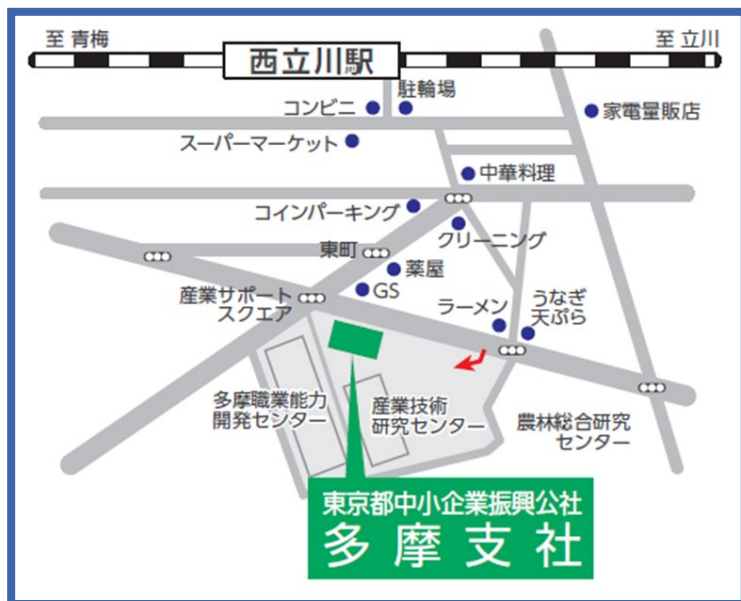 至 青梅
至 立川
西立川駅
駐輪場
コンビニ
家電量販店
スーパーマーケット
中華料理
コインパーキング
クリーニング
東町
薬屋
GS
産業サポート
スクエア
ラーメン
うなぎ
天ぷら
多摩職業能力
開発センター
産業技術
研究センター
農林総合研究
センター
東京都中小企業振興公社
多摩支社